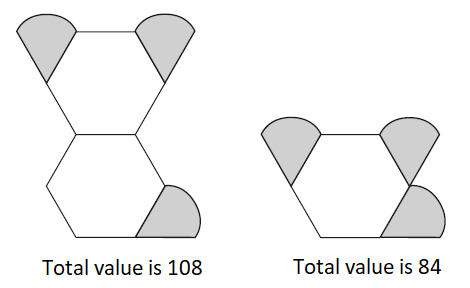 Total value is 108
Total value is 84